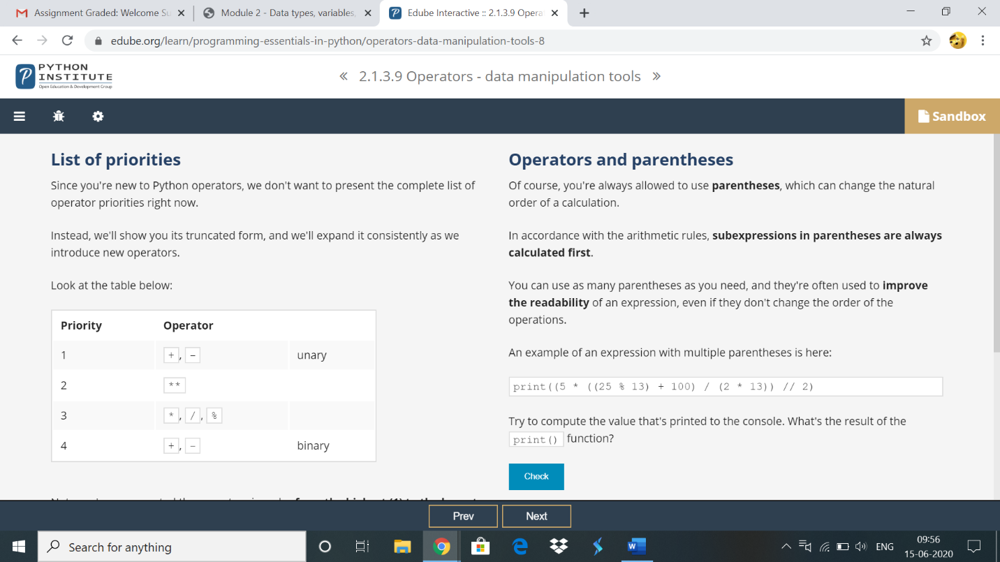 Assignment Graded: Welcome Su
Module 2 - Data types, variables,
Edube Interactive :: 2.1.3.9 Opera
edube.org/learn/programming-essentials-in-python/operators-data-manipulation-tools-8
PYTHON
INSTITUTE
Open Education & Development Group
« 2.1.3.9 Operators - data manipulation tools »
Sandbox
List of priorities
Since you're new to Python operators, we don't want to present the complete list of
operator priorities right now.
Instead, we'll show you its truncated form, and we'll expand it consistently as we
introduce new operators.
Look at the table below:
Priority Operator
1 +, - unary
2 **
3 *, /, %
4 +, - binary
Operators and parentheses
Of course, you're always allowed to use parentheses, which can change the natural
order of a calculation.
In accordance with the arithmetic rules, subexpressions in parentheses are always
calculated first.
You can use as many parentheses as you need, and they're often used to improve
the readability of an expression, even if they don't change the order of the
operations.
An example of an expression with multiple parentheses is here:
print((5 * ((25 % 13) + 100) / (2 * 13)) // 2)
Try to compute the value that's printed to the console. What's the result of the
print() function?
Check
Prev Next
Search for anything
ENG
09:56
15-06-2020